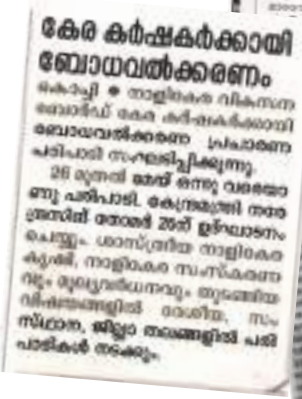 കേര കർഷകർക്കായി
ബോധവൽക്കരണം
കൊച്ചി ● നാളികേര വികസന
ബോർഡ് കേര കർഷകർക്കായി
ബോധവൽക്കരണ പ്രചാരണ
പരിപാടി സംഘടിപ്പിക്കുന്നു.
26 മുതൽ മേയ് ഒന്നു വരെയാ
ണു പരിപാടി. കേന്ദ്രമന്ത്രി നരേ
ന്ദ്രസിങ് തോമർ 26ന് ഉദ്ഘാടനം
ചെയ്യും. ശാസ്ത്രീയ നാളികേര
കൃഷി, നാളികേര സംസ്കരണ
വും മൂല്യവർധനവും തുടങ്ങിയ
വിഷയങ്ങളിൽ ദേശീയ, സം
സ്ഥാന, ജില്ലാ തലങ്ങളിൽ പരി
പാടികൾ നടക്കും.